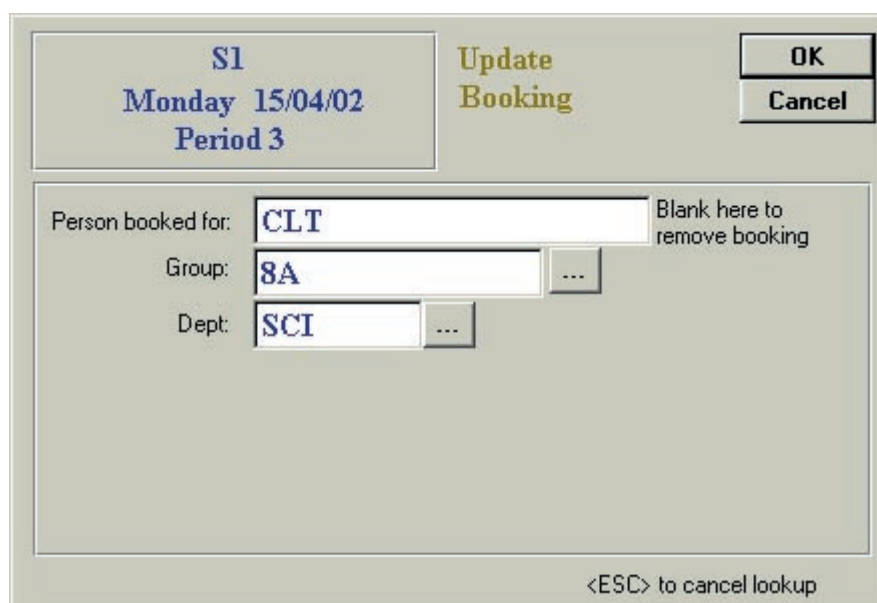 S1
Monday 15/04/02
Period 3
Update
Booking
OK
Cancel
Person booked for: CLT
Blank here to
remove booking
Group: 8A ...
Dept: SCI ...
<ESC> to cancel lookup